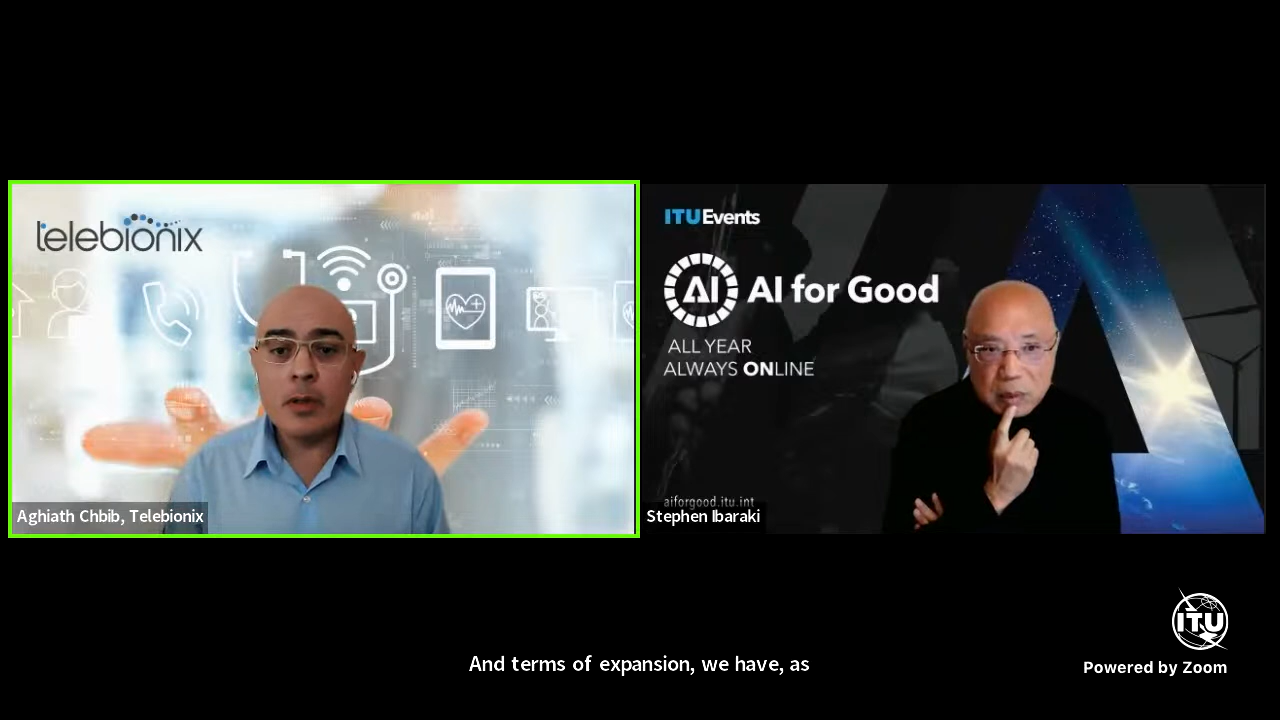 telebionix
Aghiath Chbib, Telebionix
ITUEvents
AI
AI for Good
ALL YEAR
ALWAYS ONLINE
aiforgood.itu.int
Stephen Ibaraki
ITU
Powered by Zoom
And terms of expansion, we have, as